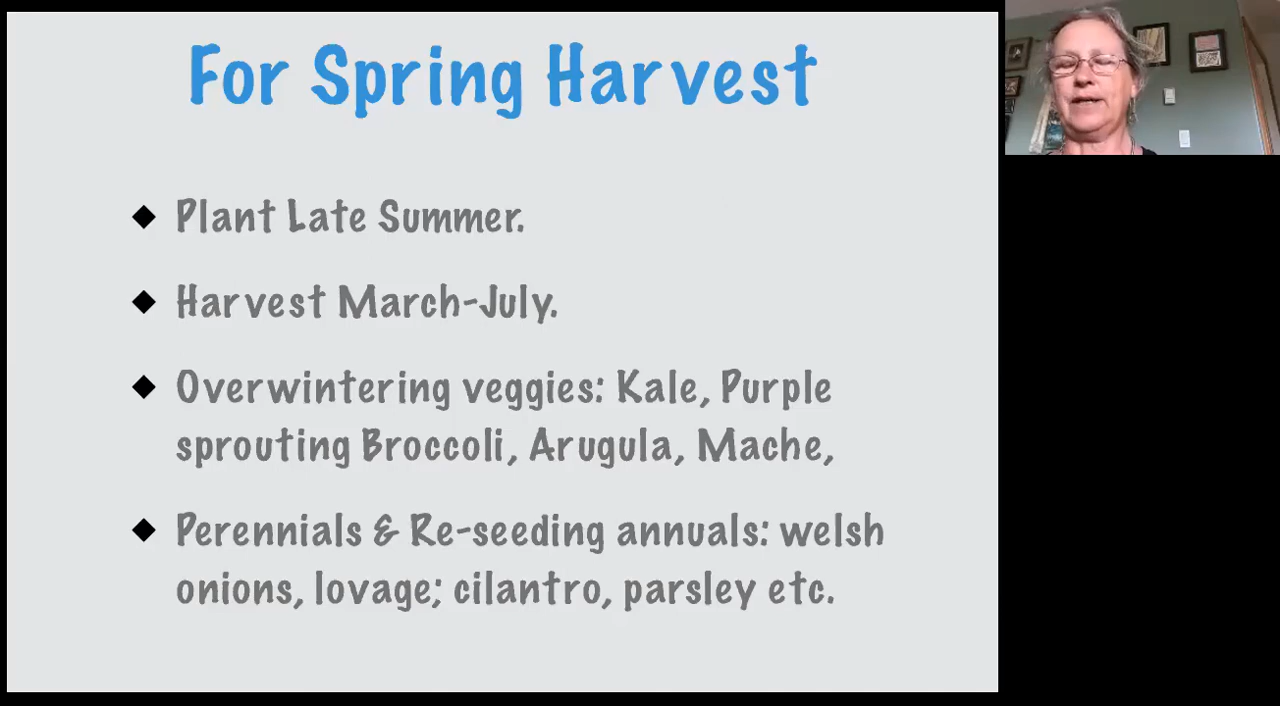 For Spring Harvest
Plant Late Summer.
Harvest March-July.
Overwintering veggies: Kale, Purple
sprouting Broccoli, Arugula, Mache,
Perennials & Re-seeding annuals: welsh
onions, lovage; cilantro, parsley etc.